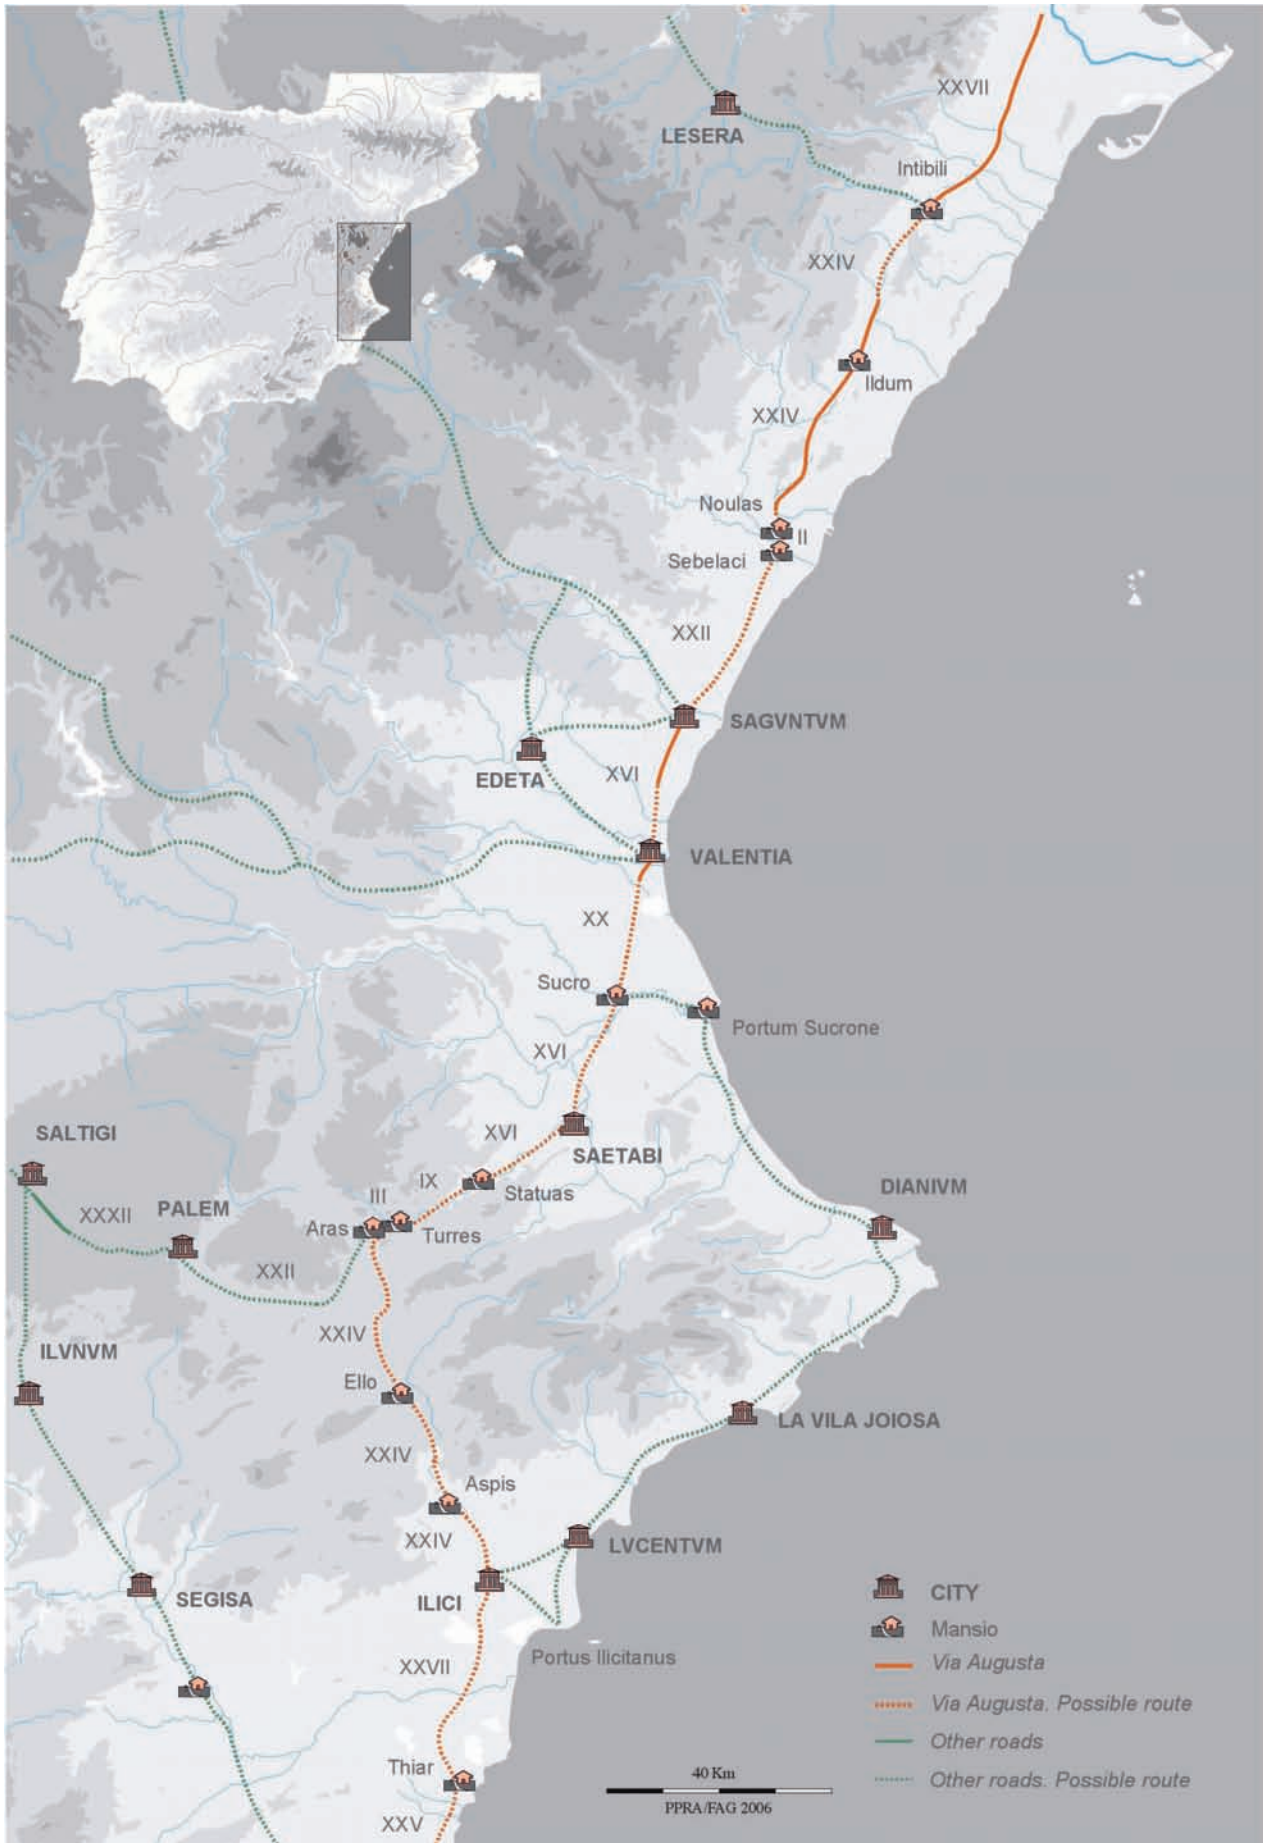 XXVII
LESERA
Intibili
XXIV
Ildum
XXIV
Noulas
II
Sebelaci
XXII
SAGVNTVM
EDETA
XVI
VALENTIA
XX
Sucro
Portum Sucrone
XVI
SALTIGI
XVI
SAETABI
IX
Statuas
III
DIANIVM
XXXII
PALEM
Aras
Turres
XXII
XXIV
ILVNVM
Ello
LA VILA JOIOSA
XXIV
Aspis
XXIV
LVCENTVM
SEGISA
ILICI
Portus Ilicitanus
XXVII
Thiar
XXV
CITY
Mansio
Via Augusta
Via Augusta. Possible route
Other roads
Other roads. Possible route
40 Km
PPRA/FAG 2006